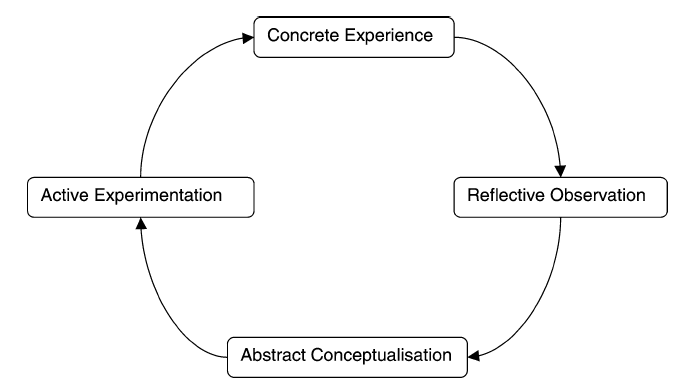 Concrete Experience
Active Experimentation
Reflective Observation
Abstract Conceptualisation